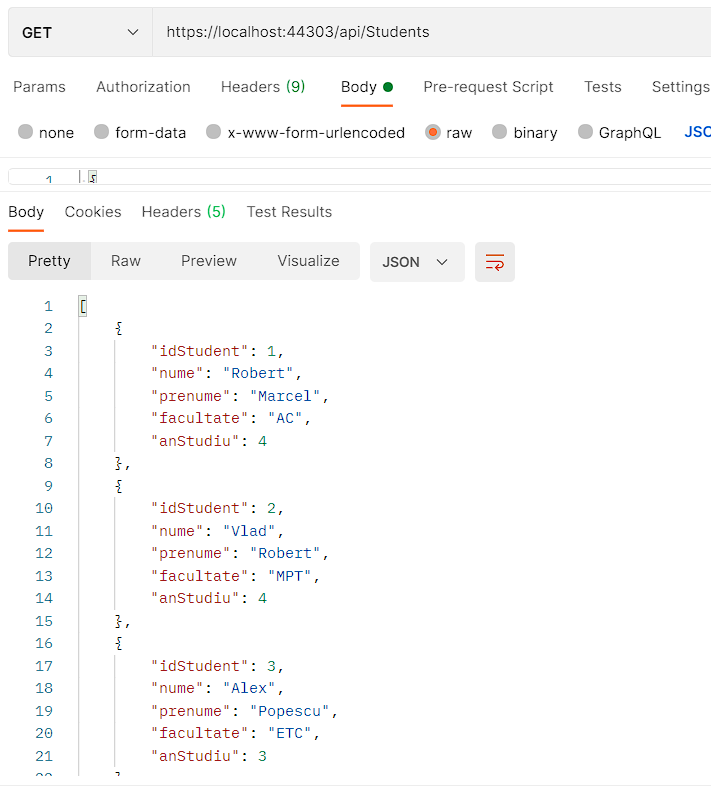 GET https://localhost:44303/api/Students
Params Authorization Headers (9) Body Pre-request Script Tests Settings
none form-data x-www-form-urlencoded raw binary GraphQL JSO
1 {
Body Cookies Headers (5) Test Results
Pretty Raw Preview Visualize JSON
1 [
2 {
3 "idStudent": 1,
4 "nume": "Robert",
5 "prenume": "Marcel",
6 "facultate": "AC",
7 "anStudiu": 4
8 },
9 {
10 "idStudent": 2,
11 "nume": "Vlad",
12 "prenume": "Robert",
13 "facultate": "MPT",
14 "anStudiu": 4
15 },
16 {
17 "idStudent": 3,
18 "nume": "Alex",
19 "prenume": "Popescu",
20 "facultate": "ETC",
21 "anStudiu": 3